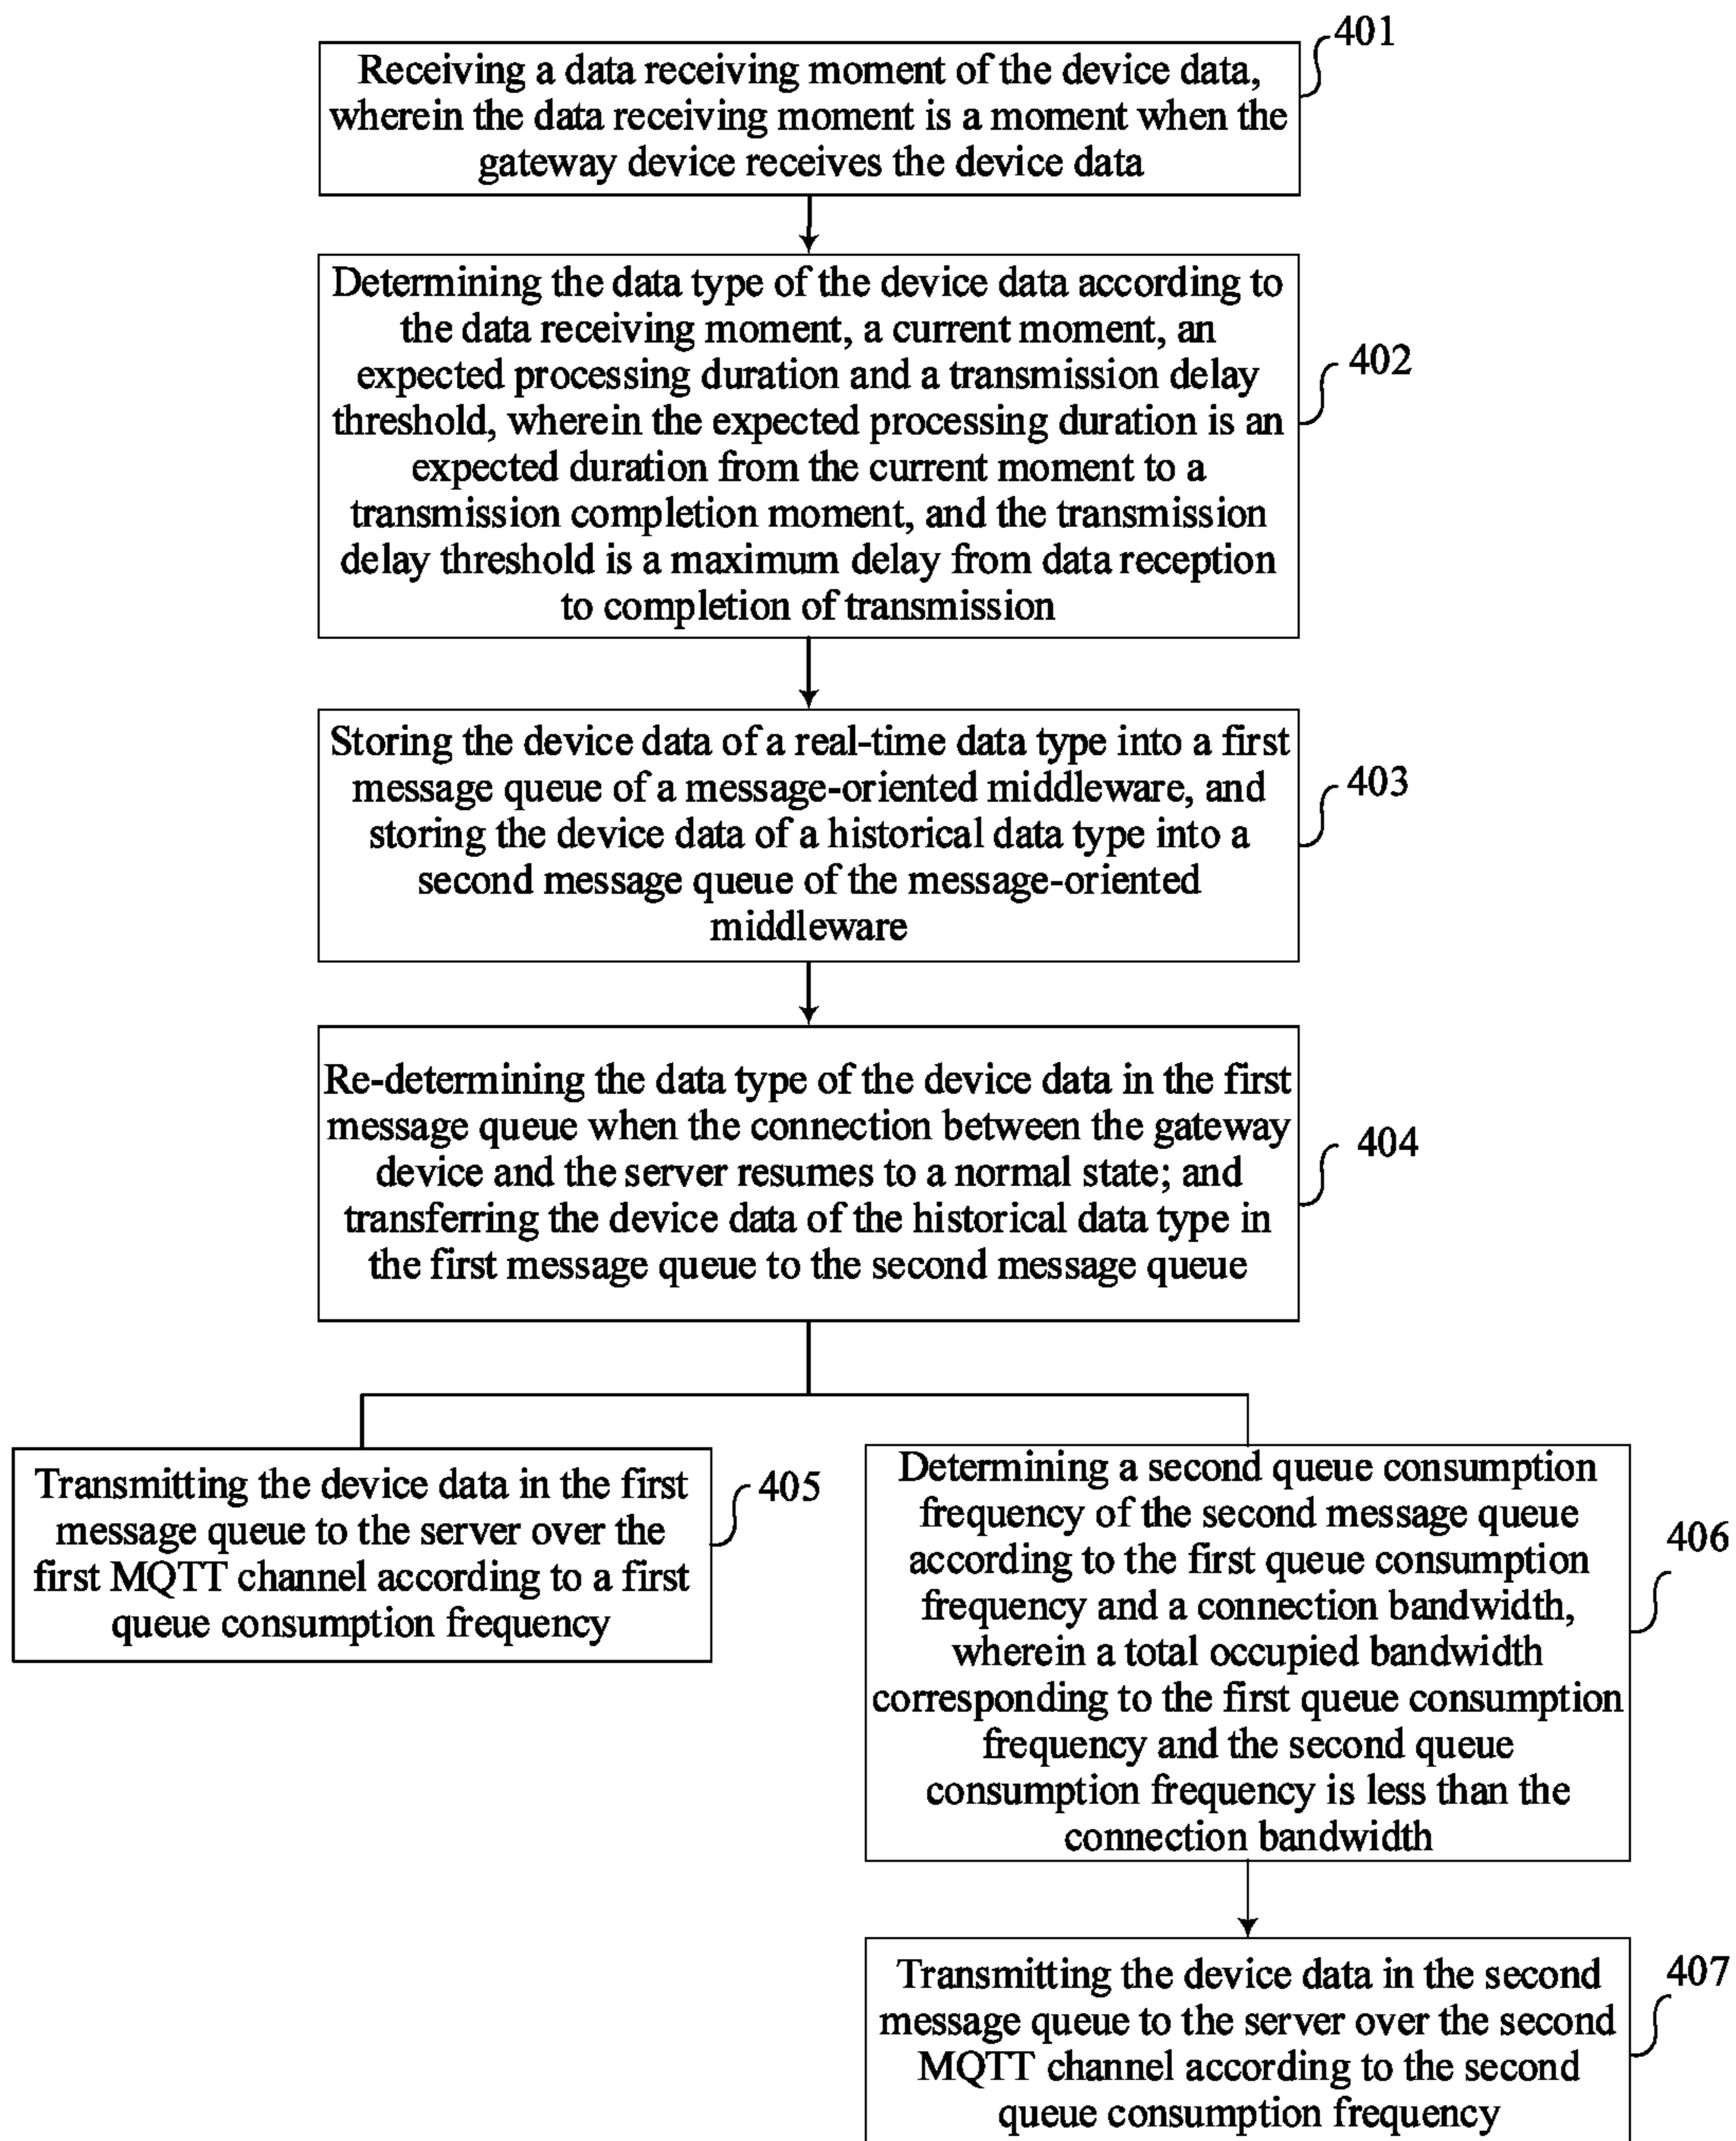 401
Receiving a data receiving moment of the device data,
wherein the data receiving moment is a moment when the
gateway device receives the device data
Determining the data type of the device data according to
the data receiving moment, a current moment, an
expected processing duration and a transmission delay
threshold, wherein the expected processing duration is an
expected duration from the current moment to a
transmission completion moment, and the transmission
delay threshold is a maximum delay from data reception
to completion of transmission
402
Storing the device data of a real-time data type into a first
message queue of a message-oriented middleware, and
storing the device data of a historical data type into a
second message queue of the message-oriented
middleware
403
Re-determining the data type of the device data in the first
message queue when the connection between the gateway
device and the server resumes to a normal state; and
transferring the device data of the historical data type in
the first message queue to the second message queue
404
Transmitting the device data in the first
message queue to the server over the
first MQTT channel according to a first
queue consumption frequency
405
Determining a second queue consumption
frequency of the second message queue
according to the first queue consumption
frequency and a connection bandwidth,
wherein a total occupied bandwidth
corresponding to the first queue consumption
frequency and the second queue
consumption frequency is less than the
connection bandwidth
406
Transmitting the device data in the second
message queue to the server over the second
MQTT channel according to the second
queue consumption frequency
407